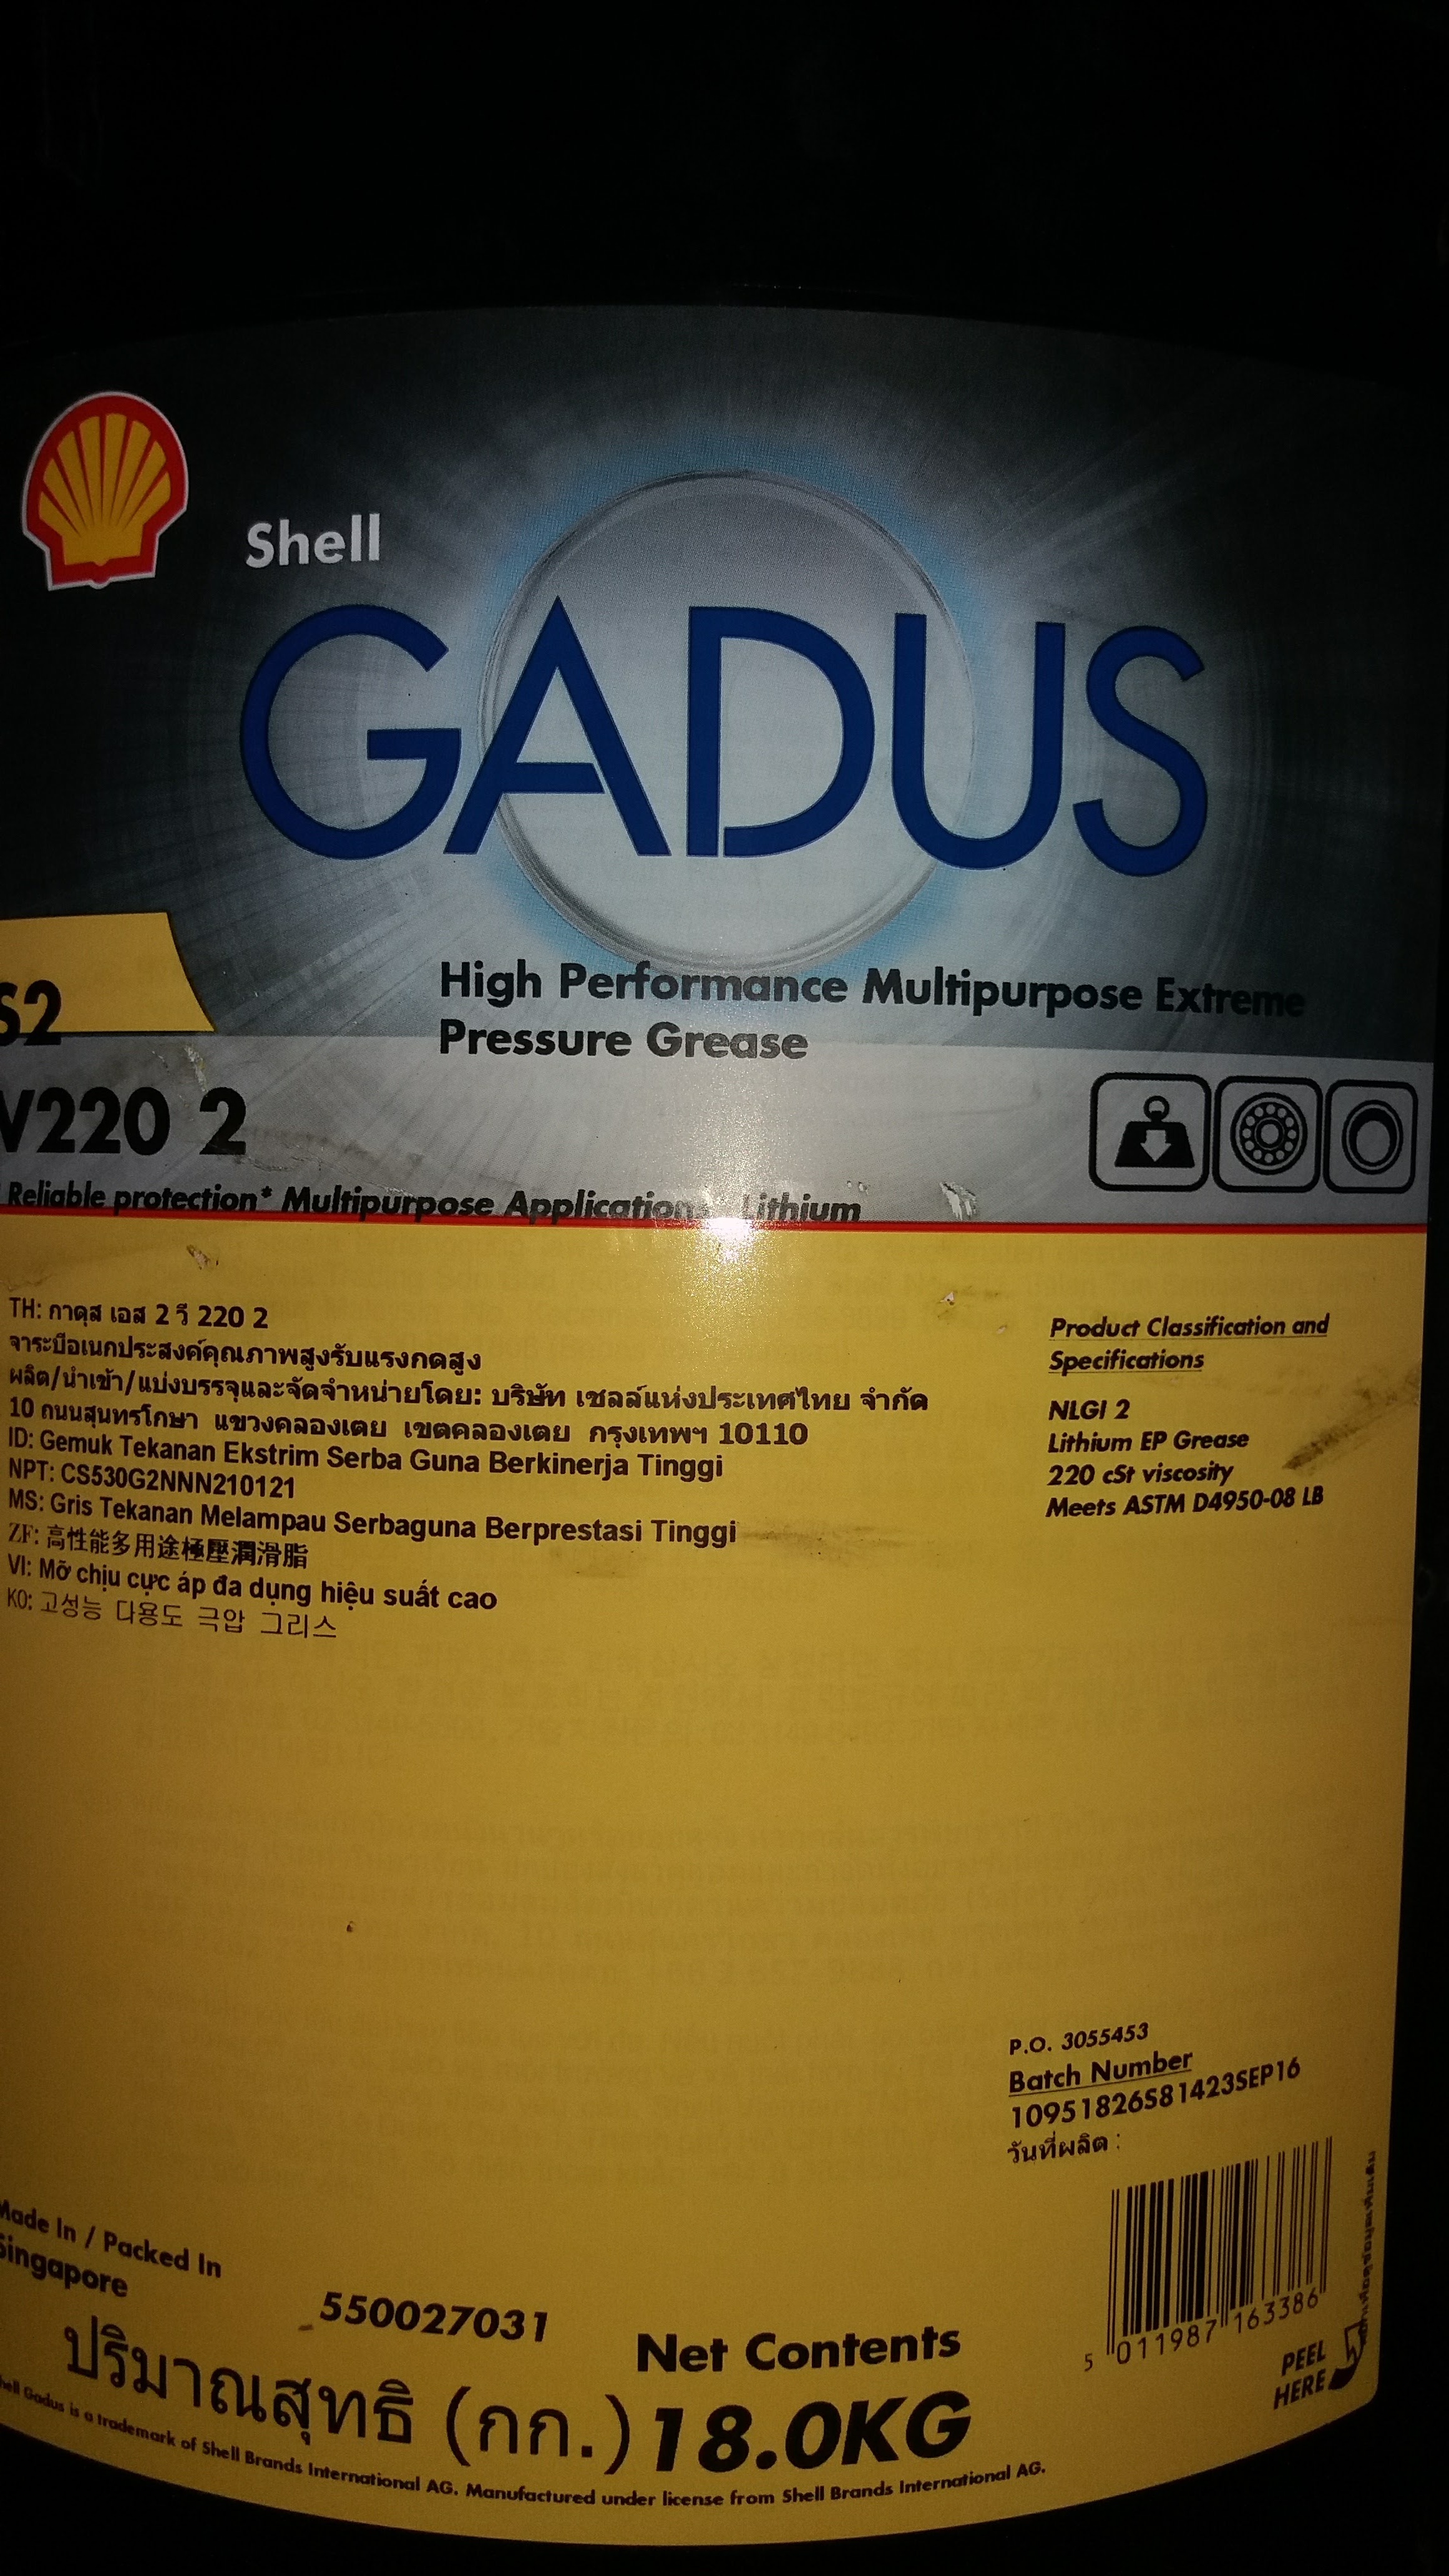 Shell
GADUS
S2
High Performance Multipurpose Extreme
Pressure Grease
V220 2
Reliable protection* Multipurpose Application* Lithium
TH: กาดุส เอส 2 วี 220 2
จาระบีอเนกประสงค์คุณภาพสูงรับแรงกดสูง
ผลิต/นำเข้า/แบ่งบรรจุและจัดจำหน่ายโดย: บริษัท เชลล์แห่งประเทศไทย จำกัด
10 ถนนสุนทรโกษา แขวงคลองเตย เขตคลองเตย กรุงเทพฯ 10110
ID: Gemuk Tekanan Ekstrim Serba Guna Berkinerja Tinggi
NPT: CS530G2NNN210121
MS: Gris Tekanan Melampau Serbaguna Berprestasi Tinggi
ZF: 高性能多用途極壓潤滑脂
VI: Mỡ chịu cực áp đa dụng hiệu suất cao
KO: 고성능 다용도 극압 그리스
Product Classification and
Specifications
NLGI 2
Lithium EP Grease
220 cSt viscosity
Meets ASTM D4950-08 LB
P.O. 3055453
Batch Number
10951826S81423SEP16
วันที่ผลิต :
Made In / Packed In
Singapore
550027031
Net Contents
ปริมาณสุทธิ (กก.) 18.0KG
5 011987 163386
PEEL
HERE
Shell Gadus is a trademark of Shell Brands International AG. Manufactured under license from Shell Brands International AG.